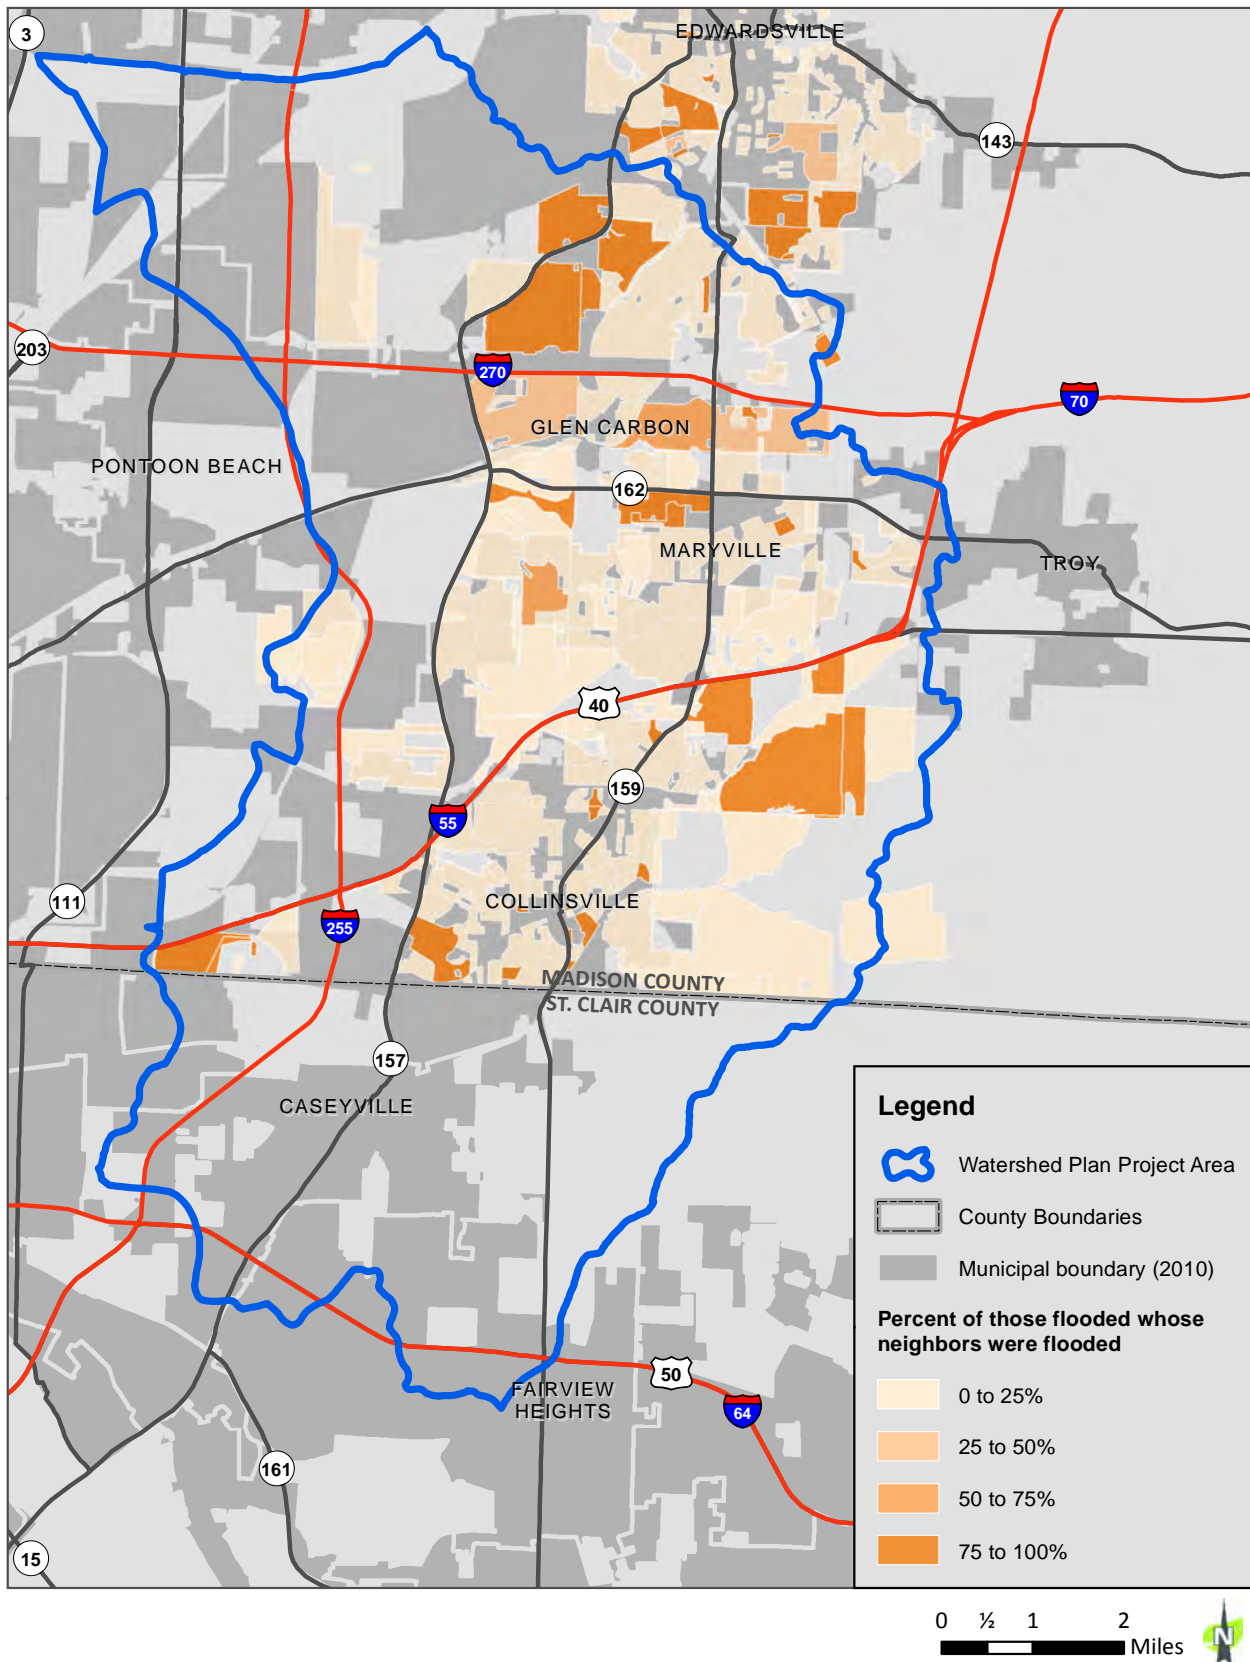 3
EDWARDSVILLE
143
203
270
70
GLEN CARBON
PONTOON BEACH
162
MARYVILLE
TROY
40
159
55
111
COLLINSVILLE
255
MADISON COUNTY
ST. CLAIR COUNTY
157
CASEYVILLE
50
FAIRVIEW
HEIGHTS
64
161
15
Legend
Watershed Plan Project Area
County Boundaries
Municipal boundary (2010)
Percent of those flooded whose
neighbors were flooded
0 to 25%
25 to 50%
50 to 75%
75 to 100%
0 ½ 1 2
Miles
N